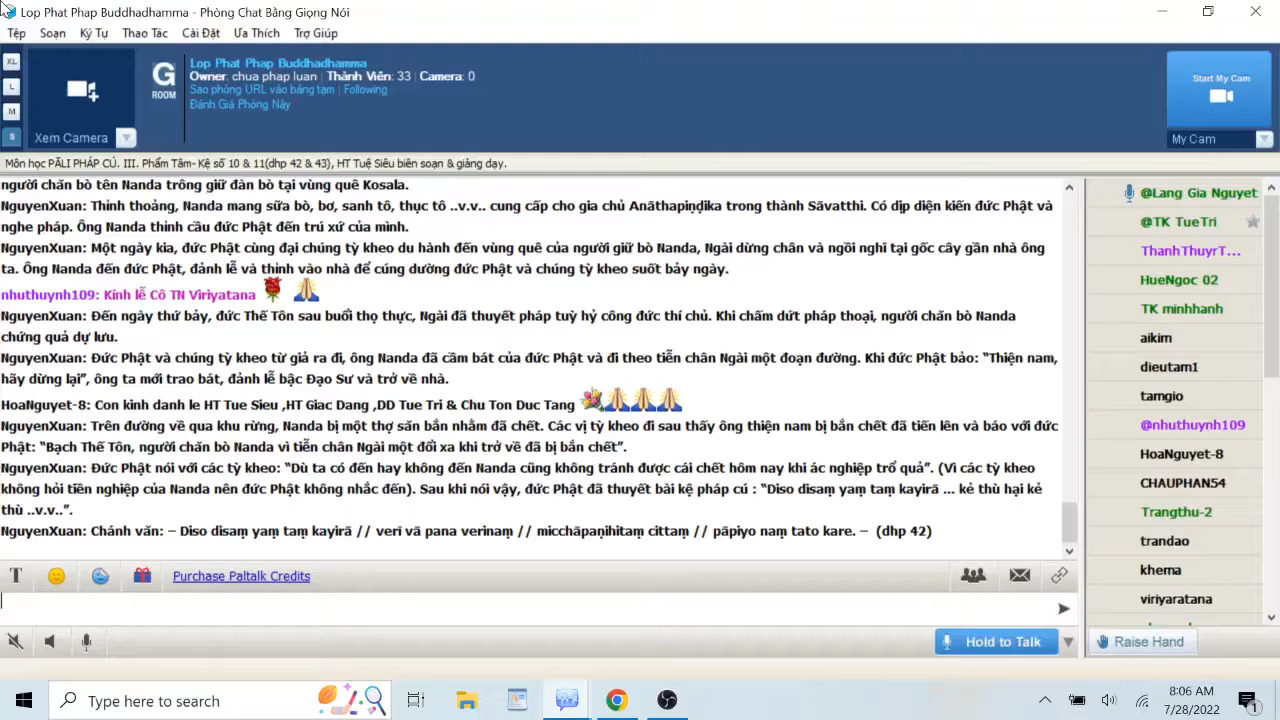 Lop Phat Phap Buddhadhamma - Phòng Chat Bằng Giọng Nói
Tệp Soạn Ký Tự Thao Tác Cài Đặt Ưa Thích Trợ Giúp
XL
L
M
S
Xem Camera
G
ROOM
Lop Phat Phap Buddhadhamma
Owner: chua phap luan | Thành Viên: 33 | Camera: 0
Sao phòng URL vào bảng tạm | Following
Đánh Giá Phòng Này
Start My Cam
My Cam
Môn học PĀLI PHÁP CÚ. III. Phẩm Tâm- Kệ số 10 & 11(dhp 42 & 43), HT Tuệ Siêu biên soạn & giảng dạy.
người chăn bò tên Nanda trông giữ đàn bò tại vùng quê Kosala.
NguyenXuan: Thỉnh thoảng, Nanda mang sữa bò, bơ, sanh tô, thục tô ..v.v.. cung cấp cho gia chủ Anāthapiṇḍika trong thành Sāvatthi. Có dịp diện kiến đức Phật và
nghe pháp. Ông Nanda thỉnh cầu đức Phật đến trú xứ của mình.
NguyenXuan: Một ngày kia, đức Phật cùng đại chúng tỳ kheo du hành đến vùng quê của người giữ bò Nanda, Ngài dừng chân và ngồi nghỉ tại gốc cây gần nhà ông
ta. Ông Nanda đến đức Phật, đảnh lễ và thỉnh vào nhà để cúng dường đức Phật và chúng tỳ kheo suốt bảy ngày.
nhuthuynh109: Kính lễ Cô TN Viriyatana
NguyenXuan: Đến ngày thứ bảy, đức Thế Tôn sau buổi thọ thực, Ngài đã thuyết pháp tuỳ hỷ công đức thí chủ. Khi chấm dứt pháp thoại, người chăn bò Nanda
chứng quả dự lưu.
NguyenXuan: Đức Phật và chúng tỳ kheo từ giả ra đi, ông Nanda đã cầm bát của đức Phật và đi theo tiễn chân Ngài một đoạn đường. Khi đức Phật bảo: “Thiện nam,
hãy dừng lại”, ông ta mới trao bát, đảnh lễ bậc Đạo Sư và trở về nhà.
HoaNguyet-8: Con kinh danh le HT Tue Sieu ,HT Giac Dang ,DD Tue Tri & Chu Ton Duc Tang
NguyenXuan: Trên đường về qua khu rừng, Nanda bị một thợ săn bắn nhằm đã chết. Các vị tỳ kheo đi sau thấy ông thiện nam bị bắn chết đã tiến lên và báo với đức
Phật: “Bạch Thế Tôn, người chăn bò Nanda vì tiễn chân Ngài một đổi xa khi trở về đã bị bắn chết”.
NguyenXuan: Đức Phật nói với các tỳ kheo: “Dù ta có đến hay không đến Nanda cũng không tránh được cái chết hôm nay khi ác nghiệp trổ quả”. (Vì các tỳ kheo
không hỏi tiền nghiệp của Nanda nên đức Phật không nhắc đến). Sau khi nói vậy, đức Phật đã thuyết bài kệ pháp cú : “Diso disaṃ yaṃ taṃ kayirā ... kẻ thù hại kẻ
thù ..v.v..”.
NguyenXuan: Chánh văn: – Diso disaṃ yaṃ taṃ kayirā // verī vā pana verinaṃ // micchāpaṇihitaṃ cittaṃ // pāpiyo naṃ tato kare. – (dhp 42)
@Lang Gia Nguyet
@TK TueTri
ThanhThuyrT...
HueNgoc 02
TK minhhanh
aikim
dieutam1
tamgio
@nhuthuynh109
HoaNguyet-8
CHAUPHAN54
Trangthu-2
trandao
khema
viriyaratana
T Purchase Paltalk Credits
Hold to Talk
Raise Hand
Type here to search
8:06 AM
7/28/2022
1